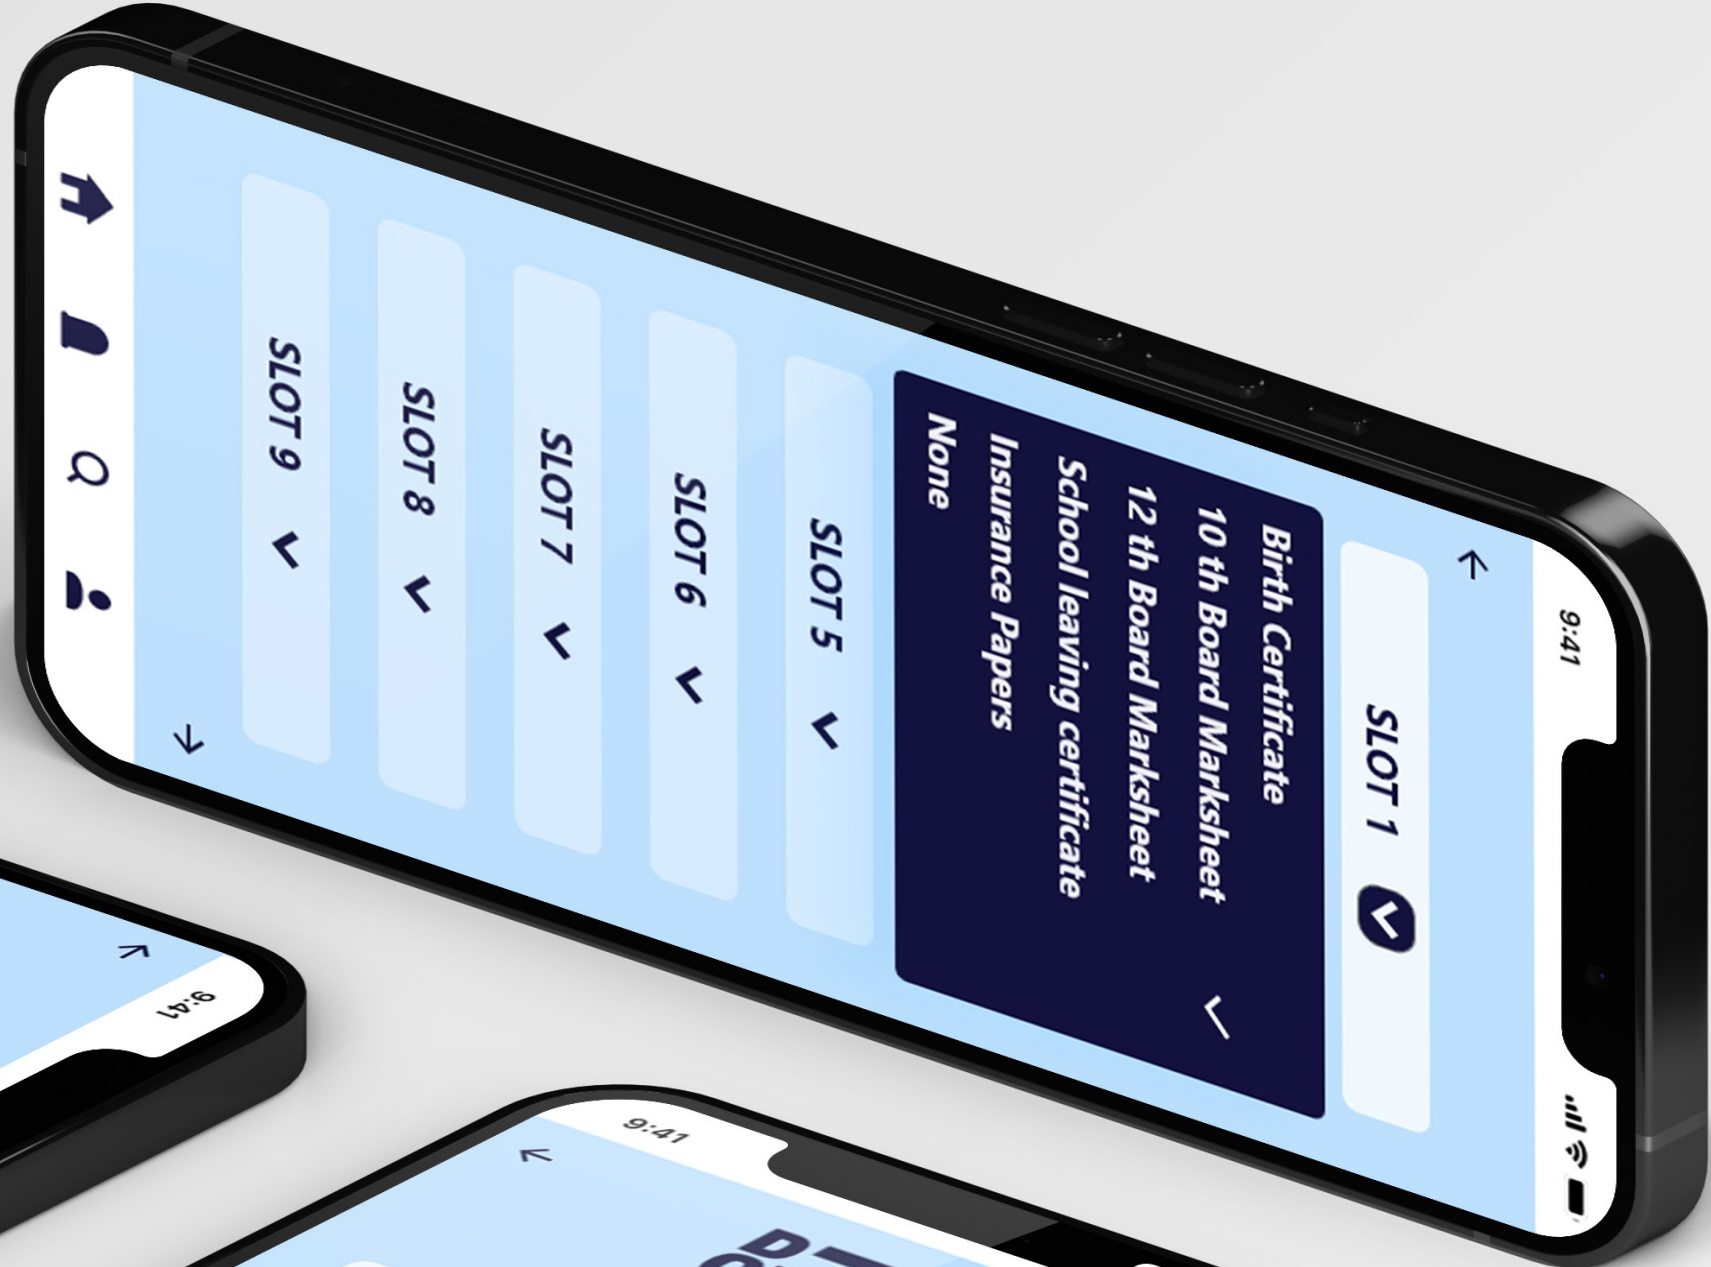 9:41
SLOT 1
Birth Certificate
10 th Board Marksheet
12 th Board Marksheet
School leaving certificate
Insurance Papers
None
SLOT 5
SLOT 6
SLOT 7
SLOT 8
SLOT 9
9:41
9:41